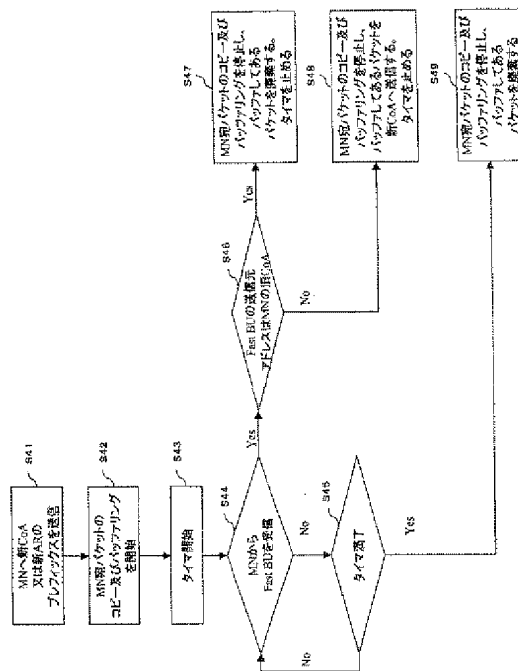 S41
MNへ新CoA
又は新ARの
プレフィックスを送信
S42
MN宛パケットの
コピー及びバッファリング
を開始
S43
タイマ開始
S44
MNから
Fast BUを受信
Yes
No
S45
タイマ満了
Yes
No
S46
Fast BUの送信元
アドレスはMNの旧CoA
Yes
No
S47
MN宛パケットのコピー及び
バッファリングを停止し、
バッファしてある
パケットを廃棄する。
タイマを止める
S48
MN宛パケットのコピー及び
バッファリングを停止し、
バッファしてあるパケットを
新CoAへ送信する。
タイマを止める
S49
MN宛パケットのコピー及び
バッファリングを停止し、
バッファしてある
パケットを廃棄する